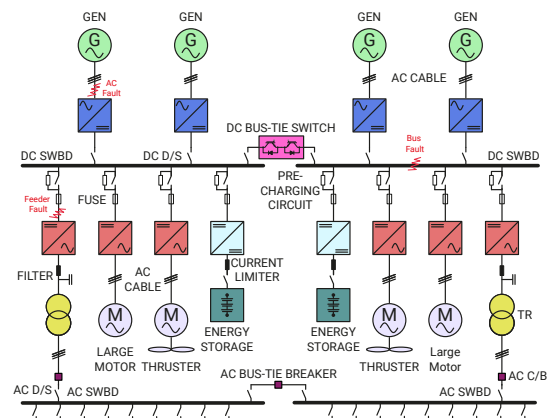 GEN
GEN
GEN
GEN
G
G
G
G
AC
Fault
AC CABLE
DC BUS-TIE SWITCH
Bus
Fault
DC SWBD
DC D/S
DC SWBD
PRE-
CHARGING
CIRCUIT
Feeder
Fault
FUSE
FILTER
AC
CABLE
CURRENT
LIMITER
M
M
M
M
TR
LARGE
MOTOR
THRUSTER
ENERGY
STORAGE
ENERGY
STORAGE
THRUSTER
Large
Motor
AC BUS-TIE BREAKER
AC C/B
AC D/S
AC SWBD
AC SWBD